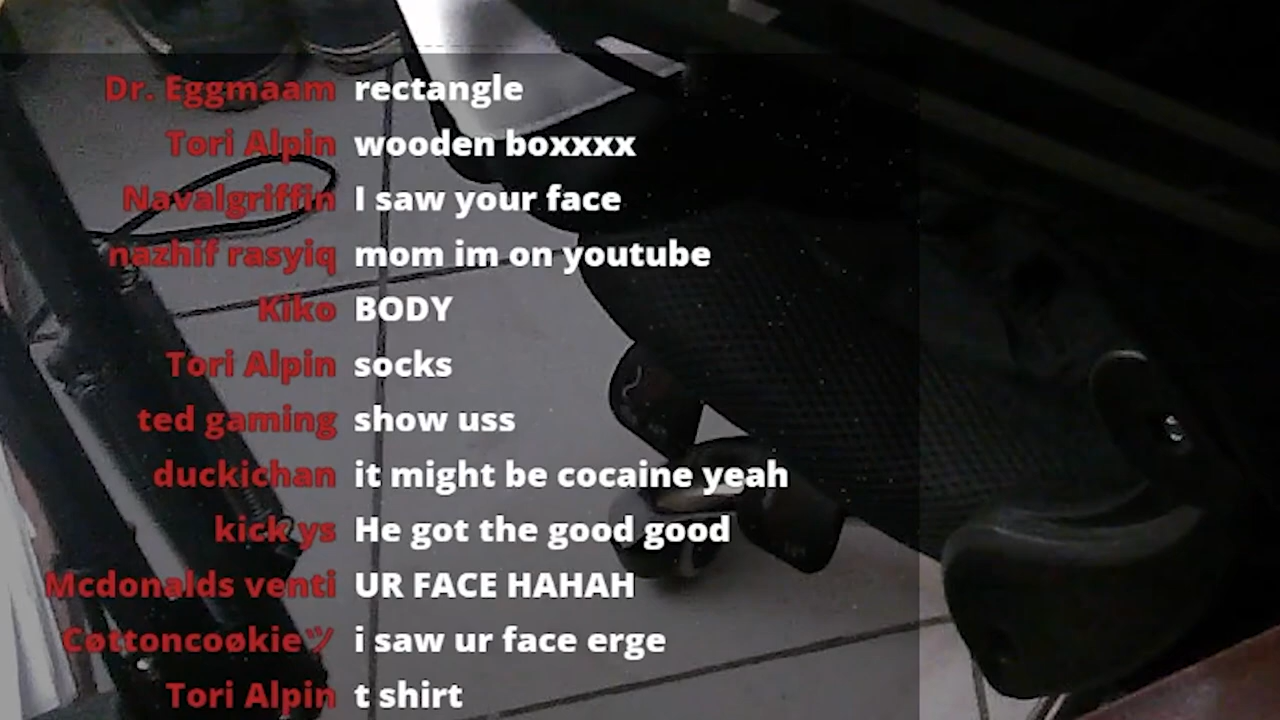 Dr. Eggmaam rectangle
Tori Alpin wooden boxxxx
Navalgriffin I saw your face
nazhif rasyiq mom im on youtube
Kiko BODY
Tori Alpin socks
ted gaming show uss
duckichan it might be cocaine yeah
kick ys He got the good good
Mcdonalds venti UR FACE HAHAH
Cøttoncoøkieツ i saw ur face erge
Tori Alpin t shirt